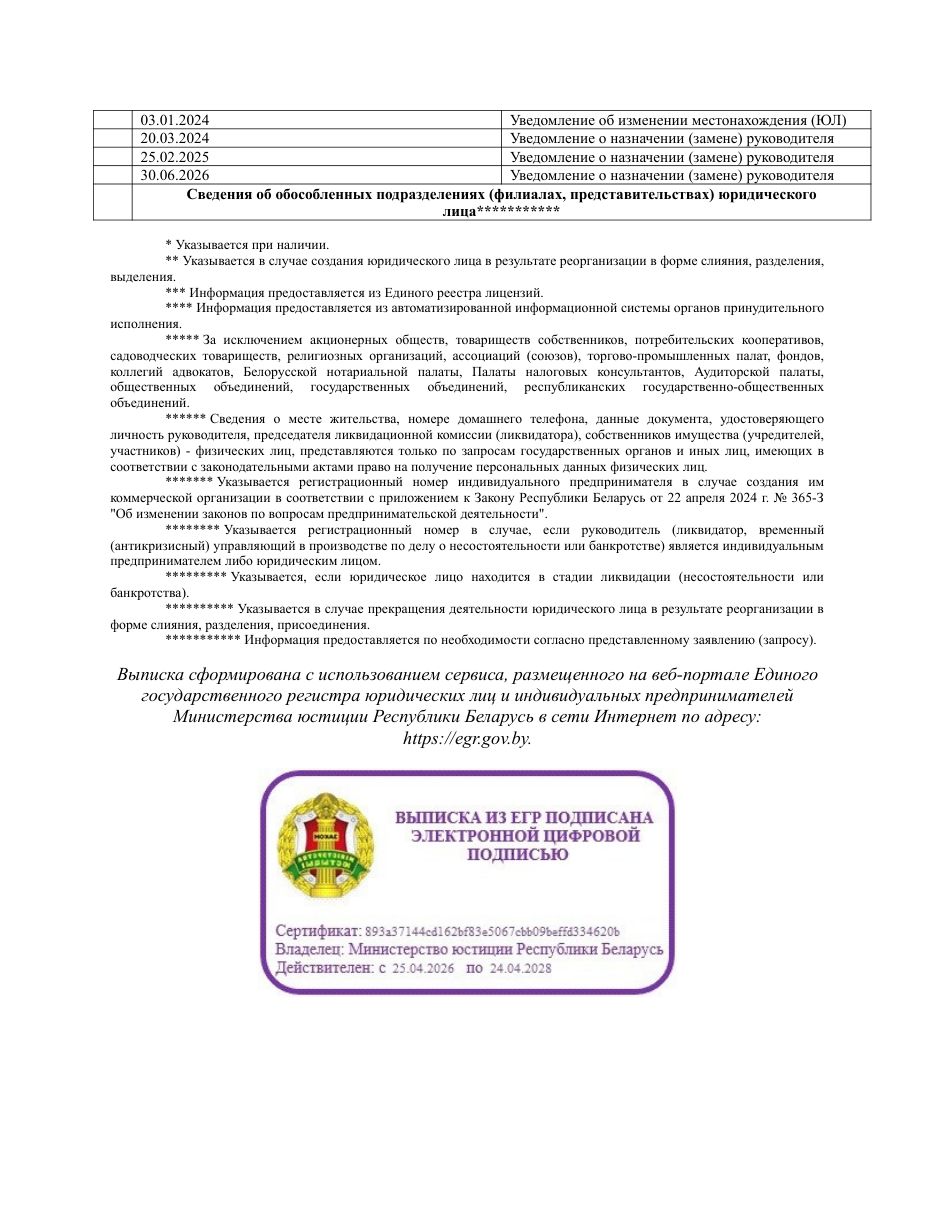 03.01.2024 Уведомление об изменении местонахождения (ЮЛ)
20.03.2024 Уведомление о назначении (замене) руководителя
25.02.2025 Уведомление о назначении (замене) руководителя
30.06.2026 Уведомление о назначении (замене) руководителя
Сведения об обособленных подразделениях (филиалах, представительствах) юридического
лица***********
* Указывается при наличии.
** Указывается в случае создания юридического лица в результате реорганизации в форме слияния, разделения,
выделения.
*** Информация предоставляется из Единого реестра лицензий.
**** Информация предоставляется из автоматизированной информационной системы органов принудительного
исполнения.
***** За исключением акционерных обществ, товариществ собственников, потребительских кооперативов,
садоводческих товариществ, религиозных организаций, ассоциаций (союзов), торгово-промышленных палат, фондов,
коллегий адвокатов, Белорусской нотариальной палаты, Палаты налоговых консультантов, Аудиторской палаты,
общественных объединений, государственных объединений, республиканских государственно-общественных
объединений.
****** Сведения о месте жительства, номере домашнего телефона, данные документа, удостоверяющего
личность руководителя, председателя ликвидационной комиссии (ликвидатора), собственников имущества (учредителей,
участников) - физических лиц, представляются только по запросам государственных органов и иных лиц, имеющих в
соответствии с законодательными актами право на получение персональных данных физических лиц.
******* Указывается регистрационный номер индивидуального предпринимателя в случае создания им
коммерческой организации в соответствии с приложением к Закону Республики Беларусь от 22 апреля 2024 г. № 365-З
"Об изменении законов по вопросам предпринимательской деятельности".
******** Указывается регистрационный номер в случае, если руководитель (ликвидатор, временный
(антикризисный) управляющий в производстве по делу о несостоятельности или банкротстве) является индивидуальным
предпринимателем либо юридическим лицом.
********* Указывается, если юридическое лицо находится в стадии ликвидации (несостоятельности или
банкротства).
********** Указывается в случае прекращения деятельности юридического лица в результате реорганизации в
форме слияния, разделения, присоединения.
*********** Информация предоставляется по необходимости согласно представленному заявлению (запросу).
Выписка сформирована с использованием сервиса, размещенного на веб-портале Единого
государственного регистра юридических лиц и индивидуальных предпринимателей
Министерства юстиции Республики Беларусь в сети Интернет по адресу:
https://egr.gov.by.
ВЫПИСКА ИЗ ЕГР ПОДПИСАНА
ЭЛЕКТРОННОЙ ЦИФРОВОЙ
ПОДПИСЬЮ
Сертификат: 893a37144cd162bf83e5067cbb09beffd334620b
Владелец: Министерство юстиции Республики Беларусь
Действителен: с 25.04.2026 по 24.04.2028